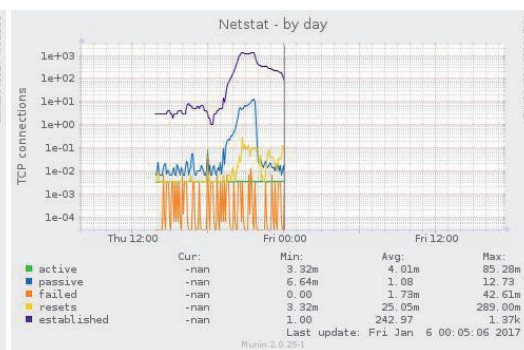 Netstat - by day
TCP connections
1e+03
1e+02
1e+01
1e+00
1e-01
1e-02
1e-03
1e-04
Thu 12:00 Fri 00:00 Fri 12:00
Cur: Min: Avg: Max:
active -nan 3.32m 4.01m 85.28m
passive -nan 6.64m 1.08 12.73
failed -nan 0.00 1.73m 42.61m
resets -nan 3.32m 25.05m 289.00m
established -nan 1.00 242.97 1.37k
Last update: Fri Jan 6 00:05:06 2017
Munin 2.0.25-1